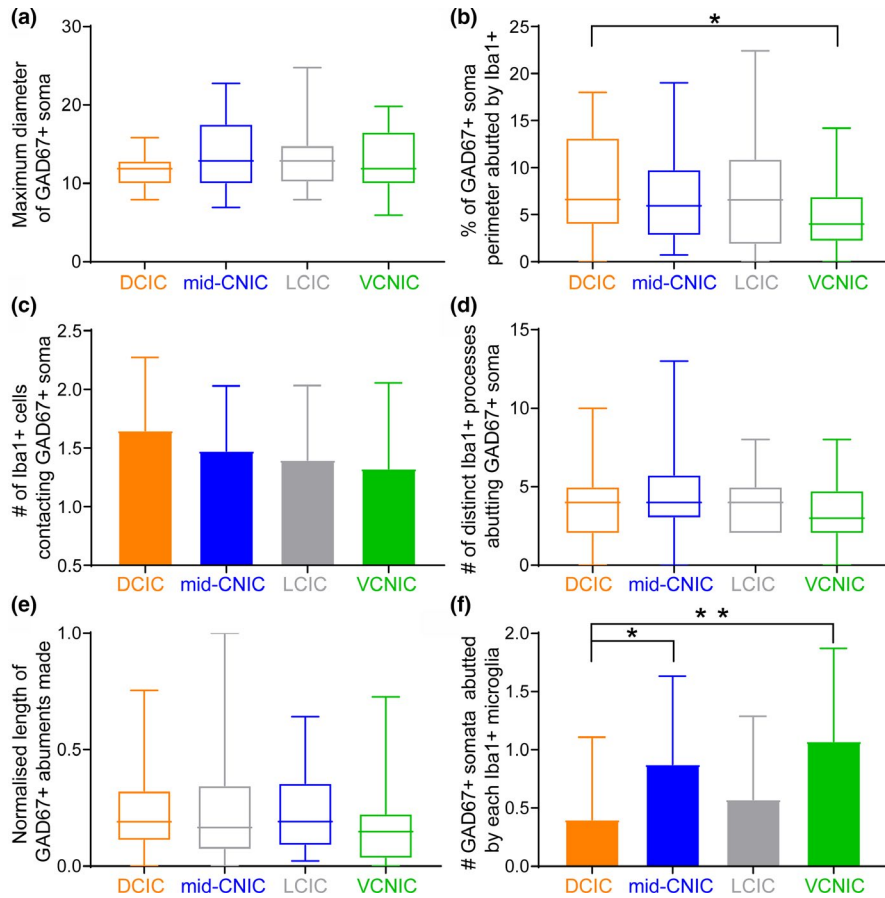 (a)
Maximum diameter
of GAD67+ soma
30
20
10
0
DCIC mid-CNIC LCIC VCNIC
(b)
*
% of GAD67+ soma
perimeter abutted by Iba1+
25
20
15
10
5
0
DCIC mid-CNIC LCIC VCNIC
(c)
# of Iba1+ cells
contacting GAD67+ soma
2.5
2.0
1.5
1.0
0.5
DCIC mid-CNIC LCIC VCNIC
(d)
# of distinct Iba1+ processes
abutting GAD67+ soma
15
10
5
0
DCIC mid-CNIC LCIC VCNIC
(e)
Normalised length of
GAD67+ abuments made
1.0
0.5
0.0
DCIC mid-CNIC LCIC VCNIC
(f)
* *
*
# GAD67+ somata abutted
by each Iba1+ microglia
2.0
1.5
1.0
0.5
0.0
DCIC mid-CNIC LCIC VCNIC